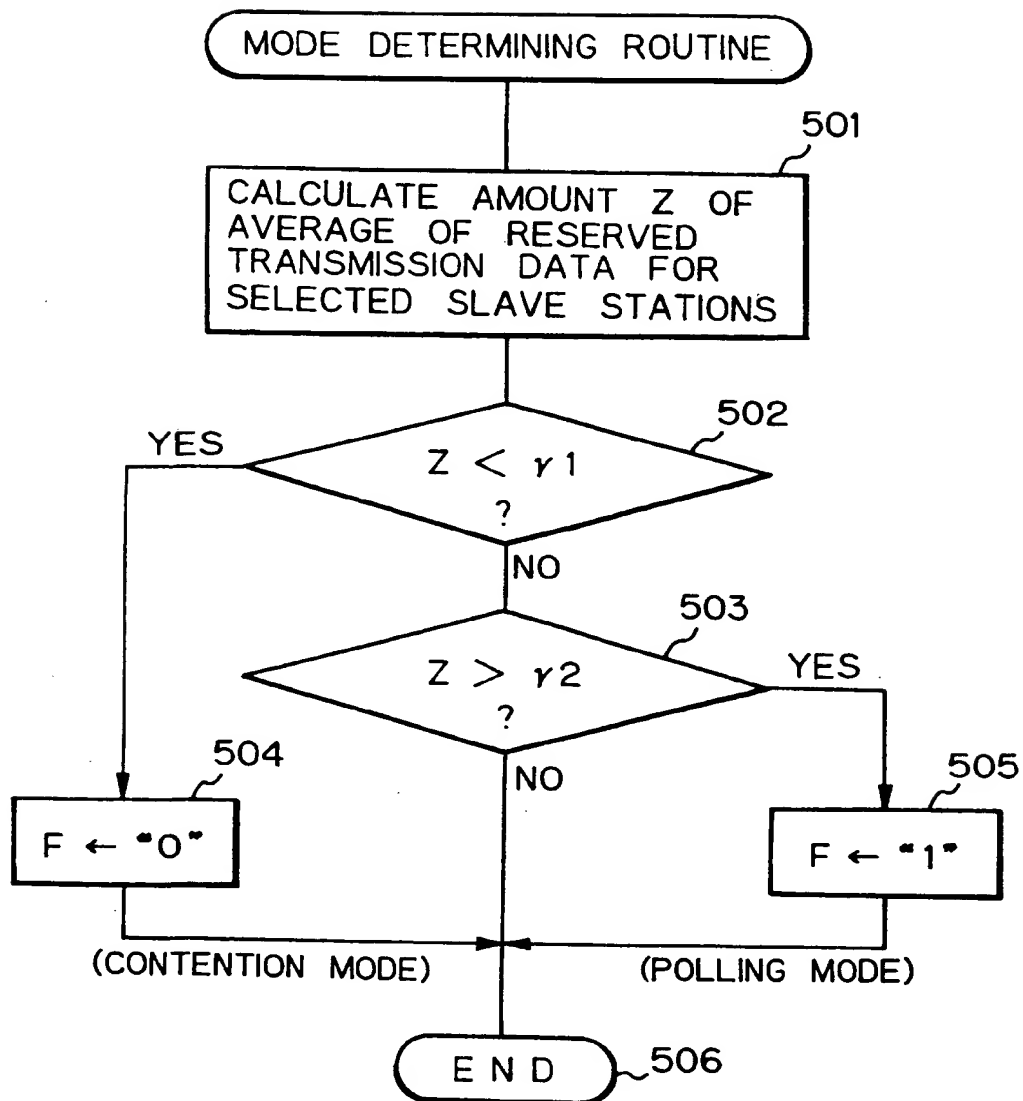 MODE DETERMINING ROUTINE
501
CALCULATE AMOUNT Z OF
AVERAGE OF RESERVED
TRANSMISSION DATA FOR
SELECTED SLAVE STATIONS
502
YES
Z < γ1
?
NO
503
Z > γ2
YES
?
NO
504
505
F ← "0"
F ← "1"
(CONTENTION MODE)
(POLLING MODE)
END
506